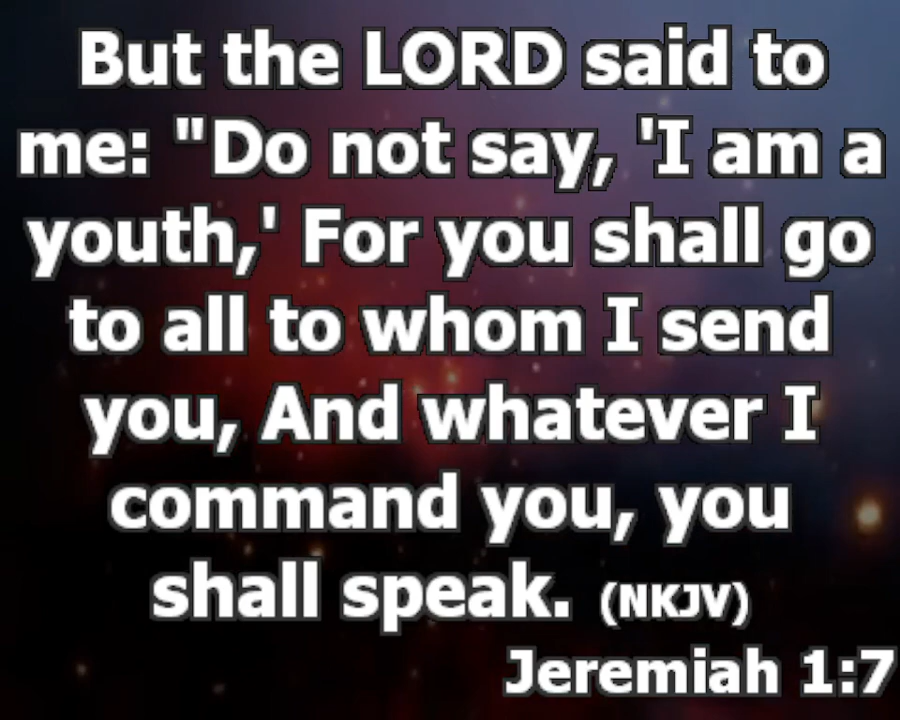 But the LORD said to
me: "Do not say, 'I am a
youth,' For you shall go
to all to whom I send
you, And whatever I
command you, you
shall speak. (NKJV)
Jeremiah 1:7